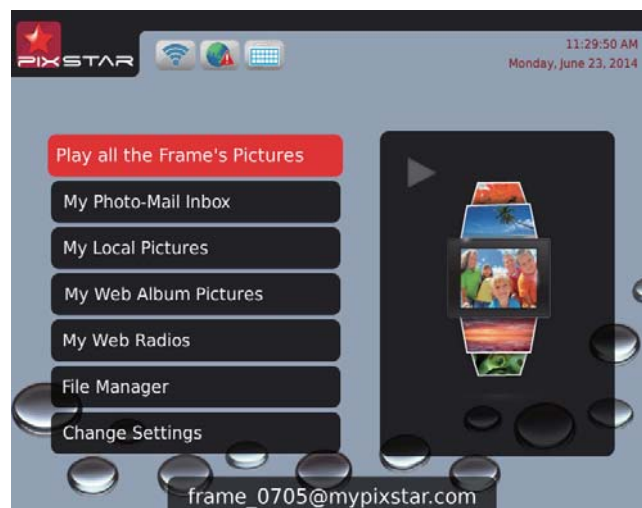 PIXSTAR
11:29:50 AM
Monday, June 23, 2014
Play all the Frame's Pictures
My Photo-Mail Inbox
My Local Pictures
My Web Album Pictures
My Web Radios
File Manager
Change Settings
frame_0705@mypixstar.com